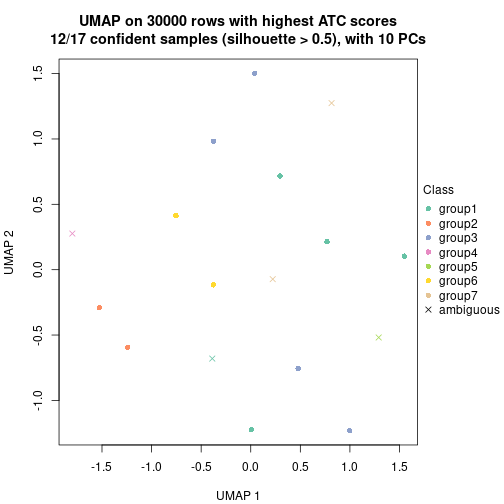 UMAP on 30000 rows with highest ATC scores
12/17 confident samples (silhouette > 0.5), with 10 PCs
1.5
1.0
0.5
0.0
-0.5
-1.0
UMAP 2
-1.5
-1.0
-0.5
0.0
0.5
1.0
1.5
UMAP 1
Class
group1
group2
group3
group4
group5
group6
group7
ambiguous